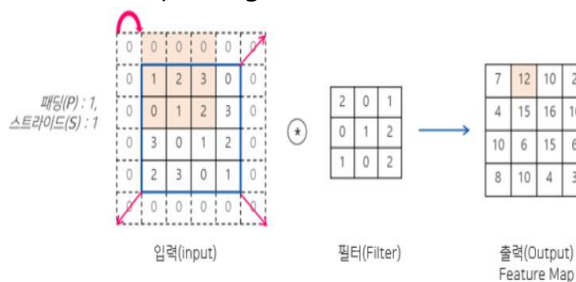 0 0 0 0 0 0
0 1 2 3 0 0
0 0 1 2 3 0
0 3 0 1 2 0
0 2 3 0 1 0
0 0 0 0 0 0
패딩(P) : 1,
스트라이드(S) : 1
*
2 0 1
0 1 2
1 0 2
7 12 10 2
4 15 16
10 6 15 6
8 10 4 3
입력(input)
필터(Filter)
출력(Output)
Feature Map